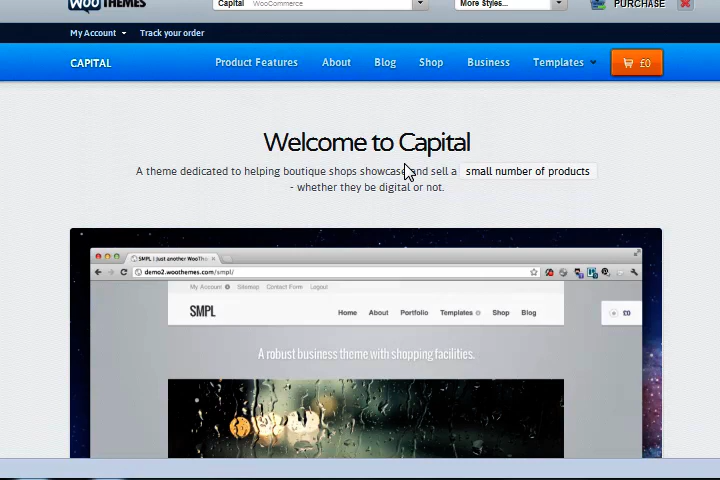 WOOTHEMES
Capital WooCommerce More Styles... PURCHASE
My Account Track your order
CAPITAL Product Features About Blog Shop Business Templates £0
Welcome to Capital
A theme dedicated to helping boutique shops showcase and sell a small number of products
- whether they be digital or not.
SMPL | Just another WooThe
demo2.woothemes.com/smpl/
My Account Sitemap Contact Form Logout
SMPL Home About Portfolio Templates Shop Blog £0
A robust business theme with shopping facilities.